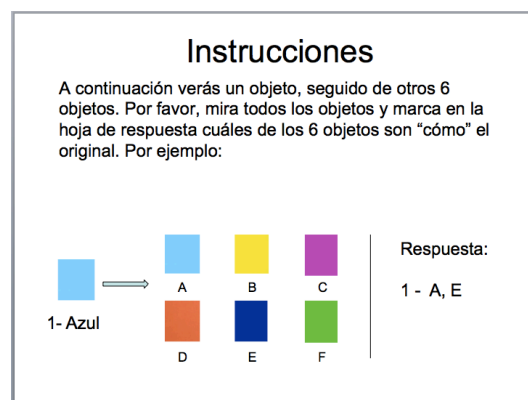 Instrucciones
A continuación verás un objeto, seguido de otros 6
objetos. Por favor, mira todos los objetos y marca en la
hoja de respuesta cuáles de los 6 objetos son “cómo” el
original. Por ejemplo:
1- Azul
A B C
D E F
Respuesta:
1 - A, E